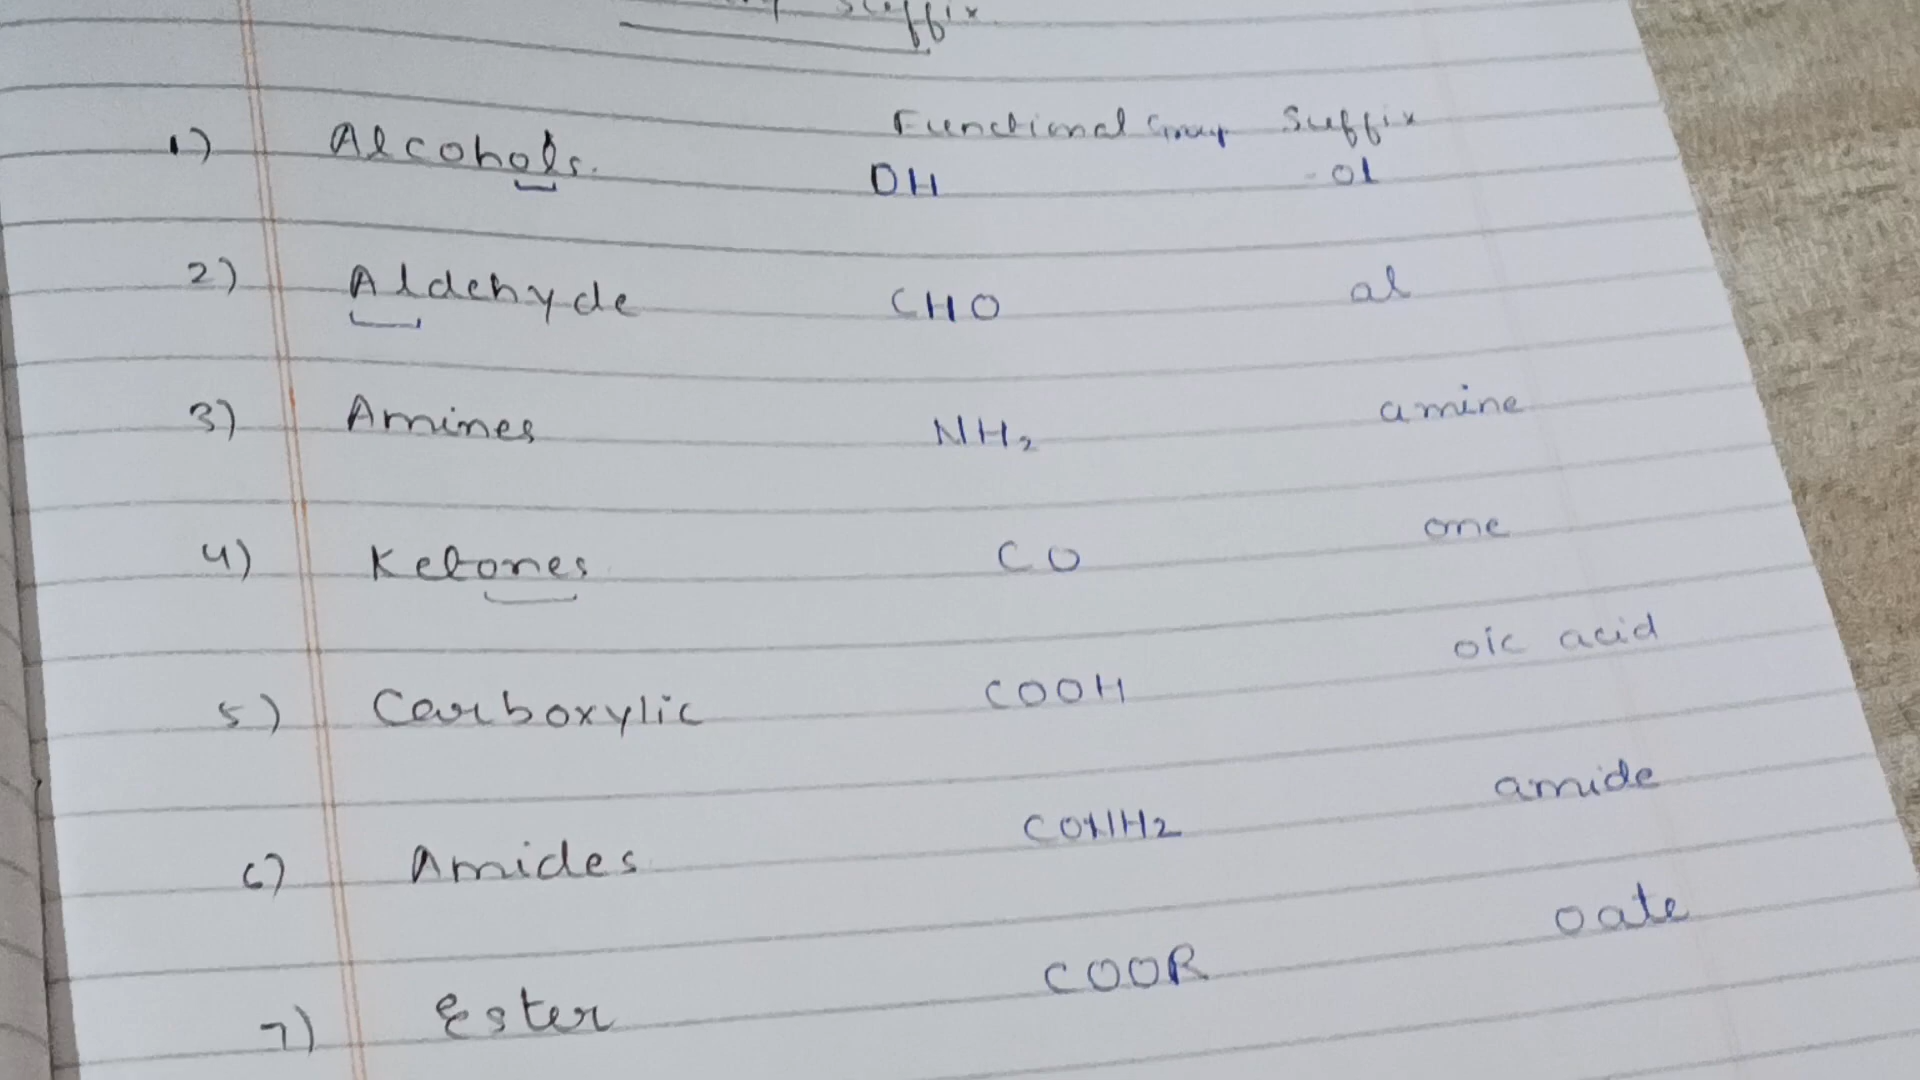 Suffix
Functional Group Suffix
1) Alcohols. OH - ol
2) Aldehyde CHO al
3) Amines NH₂ amine
4) Ketones CO one
5) Carboxylic COOH oic acid
6) Amides CONH2 amide
7) Ester COOR oate